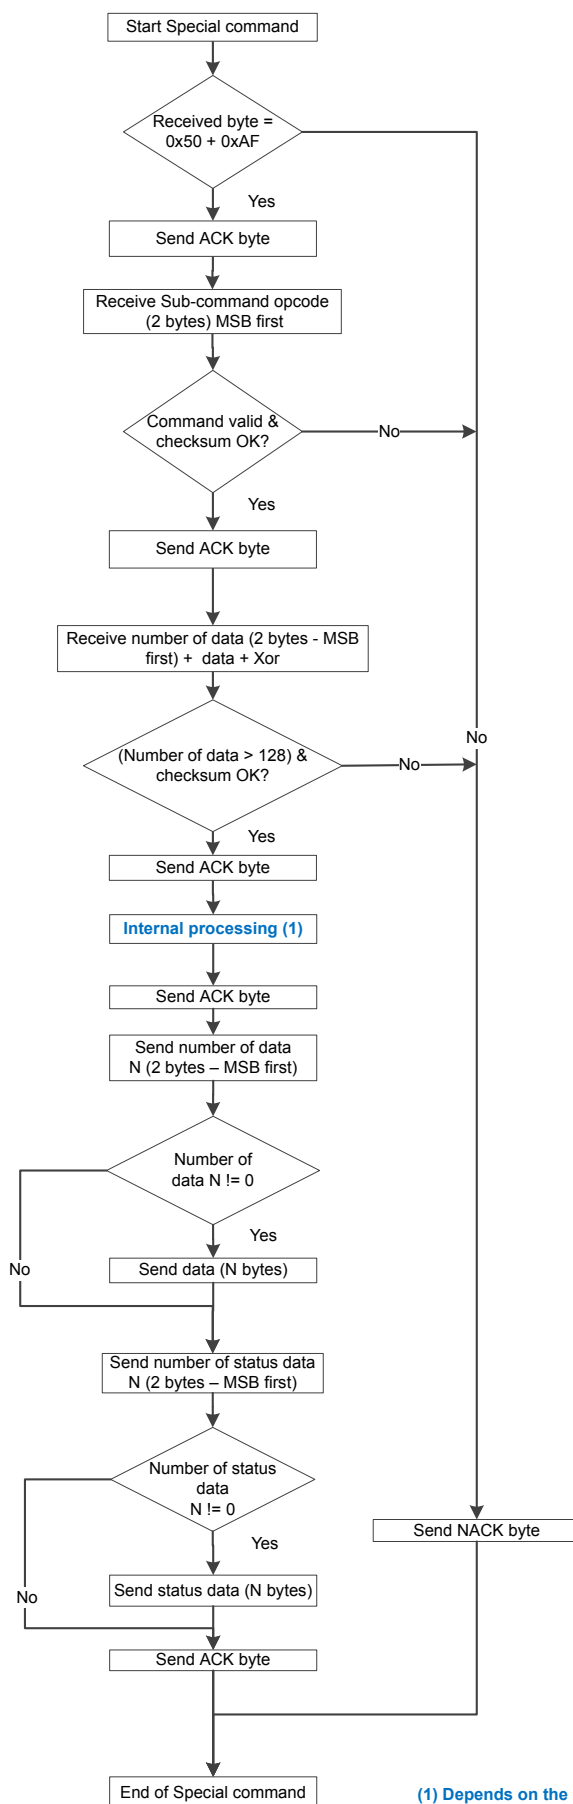 Start Special command
Received byte =
0x50 + 0xAF
Yes
Send ACK byte
Receive Sub-command opcode
(2 bytes) MSB first
Command valid &
checksum OK?
No
Yes
Send ACK byte
Receive number of data (2 bytes - MSB
first) +  data + Xor
No
(Number of data > 128) &
checksum OK?
No
Yes
Send ACK byte
Internal processing (1)
Send ACK byte
Send number of data
N (2 bytes – MSB first)
Number of
data N != 0
Yes
No
Send data (N bytes)
Send number of status data
N (2 bytes – MSB first)
Number of status
data
N != 0
Send NACK byte
Yes
No
Send status data (N bytes)
Send ACK byte
End of Special command
(1) Depends on the